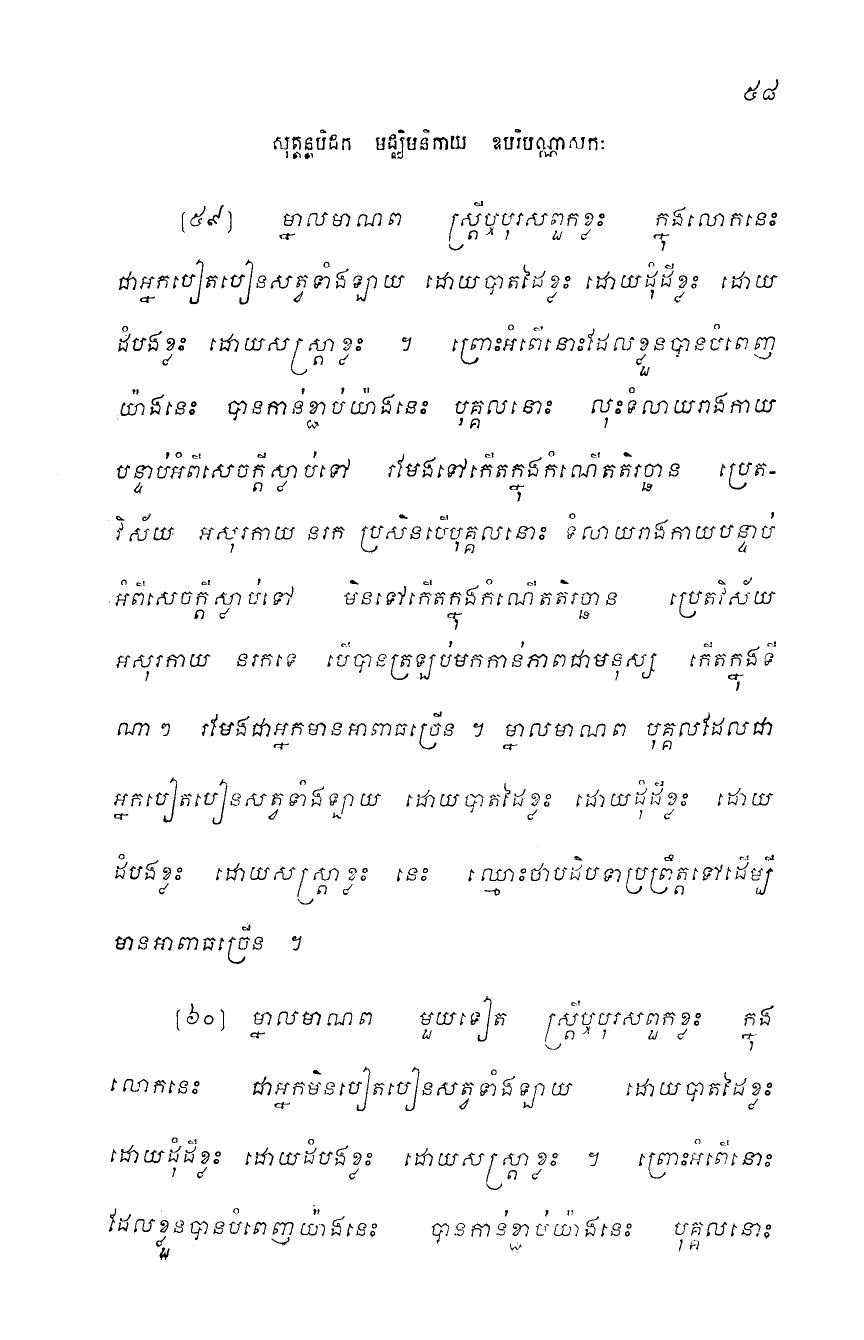 ៥៨
សុត្តន្តបិដក មជ្ឈិមនិកាយ ឧបរិបណ្ណាសកៈ
[៥៩] ម្នាលមាណព ស្ត្រីឬបុរសពួកខ្លះ ក្នុងលោកនេះ
ជាអ្នកបៀតបៀនសត្វទាំងឡាយ ដោយបាតដៃខ្លះ ដោយដុំដីខ្លះ ដោយ
ដំបងខ្លះ ដោយសស្ត្រាខ្លះ ។ ព្រោះអំពើនោះដែលខ្លួនបានបំពេញ
យ៉ាងនេះ បានកាន់ខ្ជាប់យ៉ាងនេះ បុគ្គលនោះ លុះទំលាយរាងកាយ
បន្ទាប់អំពីសេចក្តីស្លាប់ទៅ រមែងទៅកើតក្នុងកំណើតតិរច្ឆាន ប្រេត-
វិស័យ អសុរកាយ នរក ប្រសិនបើបុគ្គលនោះ ទំលាយរាងកាយបន្ទាប់
អំពីសេចក្តីស្លាប់ទៅ មិនទៅកើតក្នុងកំណើតតិរច្ឆាន ប្រេតវិស័យ
អសុរកាយ នរកទេ បើបានត្រឡប់មកកាន់ភាពជាមនុស្ស កើតក្នុងទី
ណាៗ រមែងជាអ្នកមានអាពាធច្រើន ។ ម្នាលមាណព បុគ្គលដែលជា
អ្នកបៀតបៀនសត្វទាំងឡាយ ដោយបាតដៃខ្លះ ដោយដុំដីខ្លះ ដោយ
ដំបងខ្លះ ដោយសស្ត្រាខ្លះ នេះ ឈ្មោះថាបដិបទាប្រព្រឹត្តទៅដើម្បី
មានអាពាធច្រើន ។
[៦០] ម្នាលមាណព មួយទៀត ស្ត្រីឬបុរសពួកខ្លះ ក្នុង
លោកនេះ ជាអ្នកមិនបៀតបៀនសត្វទាំងឡាយ ដោយបាតដៃខ្លះ
ដោយដុំដីខ្លះ ដោយដំបងខ្លះ ដោយសស្ត្រាខ្លះ ។ ព្រោះអំពើនោះ
ដែលខ្លួនបានបំពេញយ៉ាងនេះ បានកាន់ខ្ជាប់យ៉ាងនេះ បុគ្គលនោះ